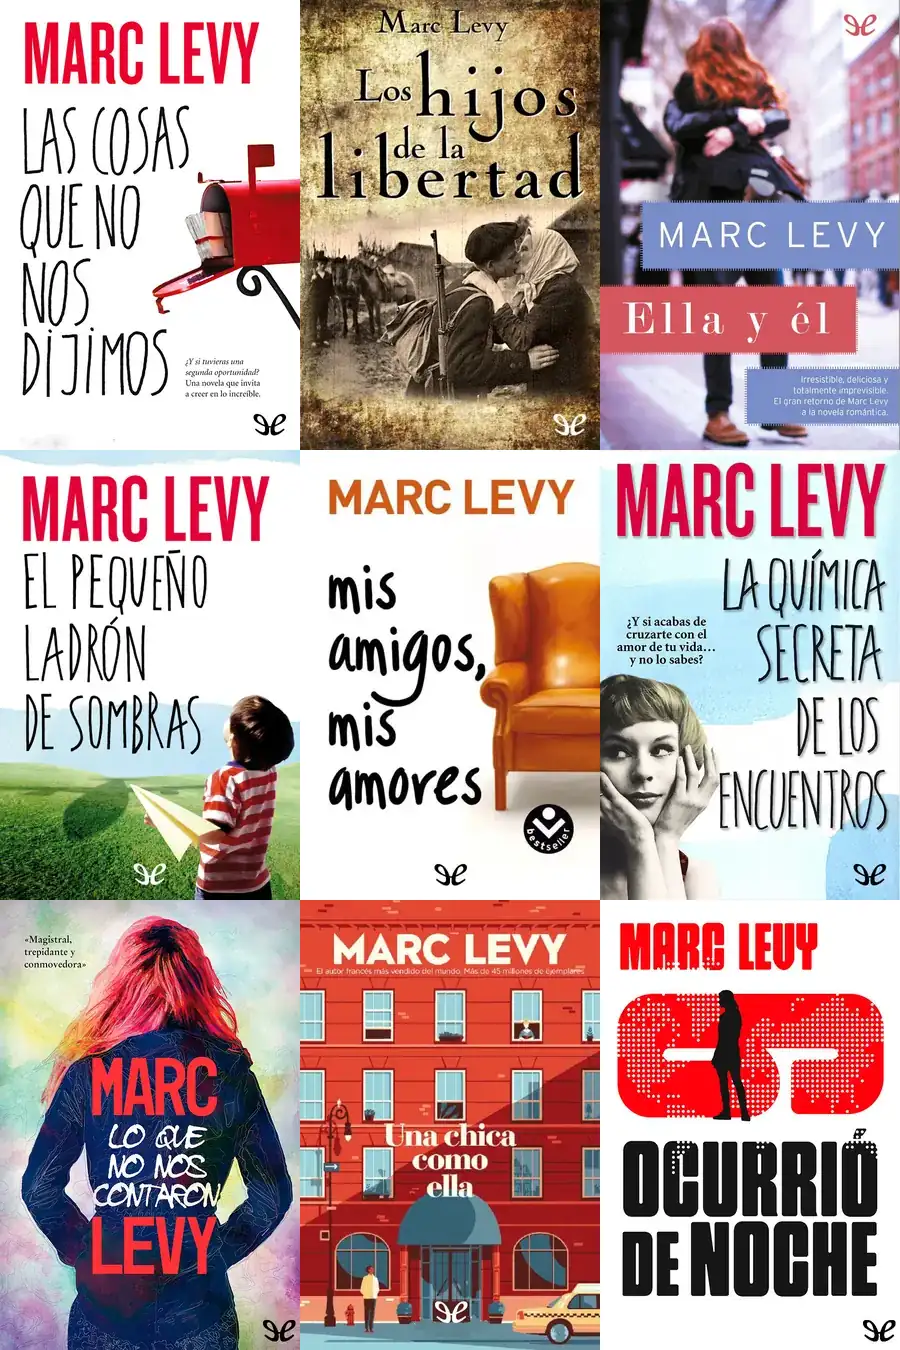 MARC LEVY
LAS COSAS
QUE NO
NOS
DIJIMOS
¿Y si tuvieras una
segunda oportunidad?
Una novela que invita
a creer en lo increíble.
Marc Levy
Los hijos
de la
libertad
MARC LEVY
Ella y él
Irresistible, deliciosa y
totalmente imprevisible.
El gran retorno de Marc Levy
a la novela romántica.
MARC LEVY
EL PEQUEÑO
LADRÓN
DE SOMBRAS
MARC LEVY
mis
amigos,
mis
amores
bestseller
MARC LEVY
LA QUÍMICA
SECRETA
DE LOS
ENCUENTROS
¿Y si acabas de
cruzarte con el
amor de tu vida...
y no lo sabes?
«Magistral,
trepidante y
conmovedora»
MARC
LO QUE
NO NOS
CONTARON
LEVY
MARC LEVY
El autor francés más vendido del mundo. Más de 45 millones de ejemplares
Una chica
como
ella
MARC LEVY
OCURRIÓ
DE NOCHE